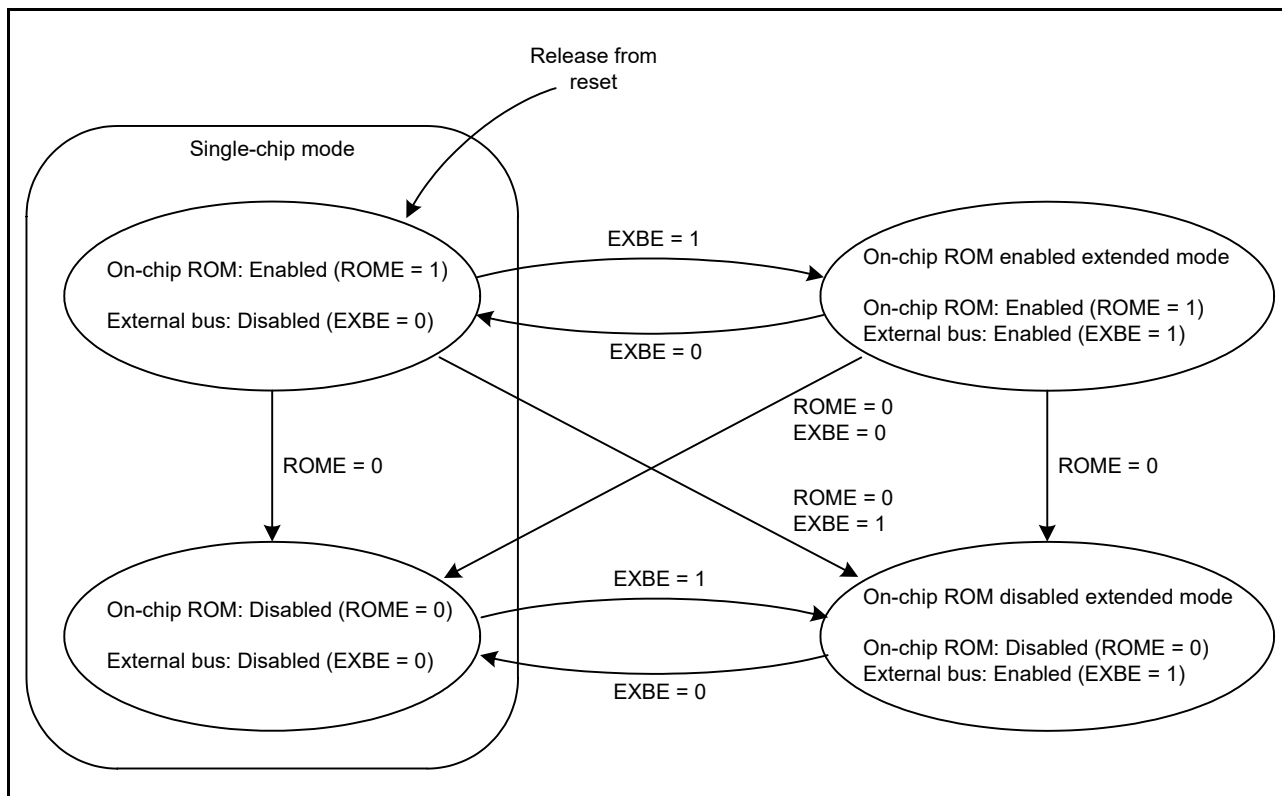 Release from
reset
Single-chip mode
On-chip ROM: Enabled (ROME = 1)
External bus: Disabled (EXBE = 0)
EXBE = 1
EXBE = 0
On-chip ROM enabled extended mode
On-chip ROM: Enabled (ROME = 1)
External bus: Enabled (EXBE = 1)
ROME = 0
ROME = 0
EXBE = 0
ROME = 0
EXBE = 1
ROME = 0
On-chip ROM: Disabled (ROME = 0)
External bus: Disabled (EXBE = 0)
EXBE = 1
EXBE = 0
On-chip ROM disabled extended mode
On-chip ROM: Disabled (ROME = 0)
External bus: Enabled (EXBE = 1)